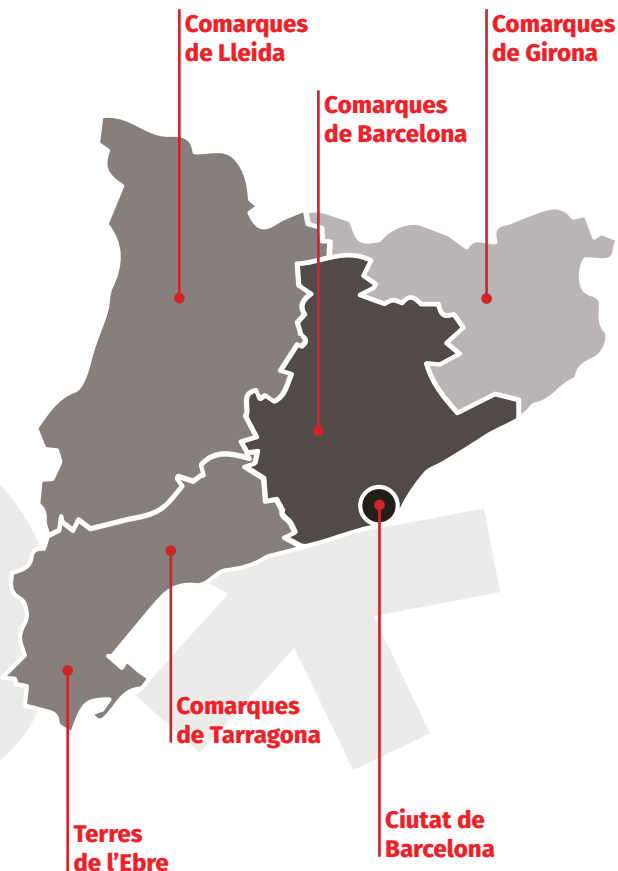 Comarques
de Lleida
Comarques
de Girona
Comarques
de Barcelona
Comarques
de Tarragona
Ciutat de
Barcelona
Terres
de l’Ebre